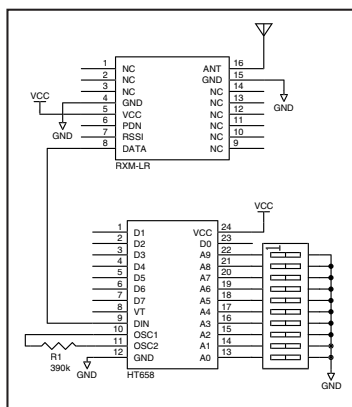 1 NC ANT 16
2 NC GND 15
3 NC NC 14
4 GND NC 13
5 VCC NC 12
6 PDN NC 11
7 RSSI NC 10
8 DATA NC 9
RXM-LR
VCC
GND
GND
VCC
1 D1 VCC 24
2 D2 D0 23
3 D3 A9 22
4 D4 A8 21
5 D5 A7 20
6 D6 A6 19
7 D7 A5 18
8 VT A4 17
9 DIN A3 16
10 OSC1 A2 15
11 OSC2 A1 14
12 GND A0 13
HT658
R1
390k
GND
GND
1